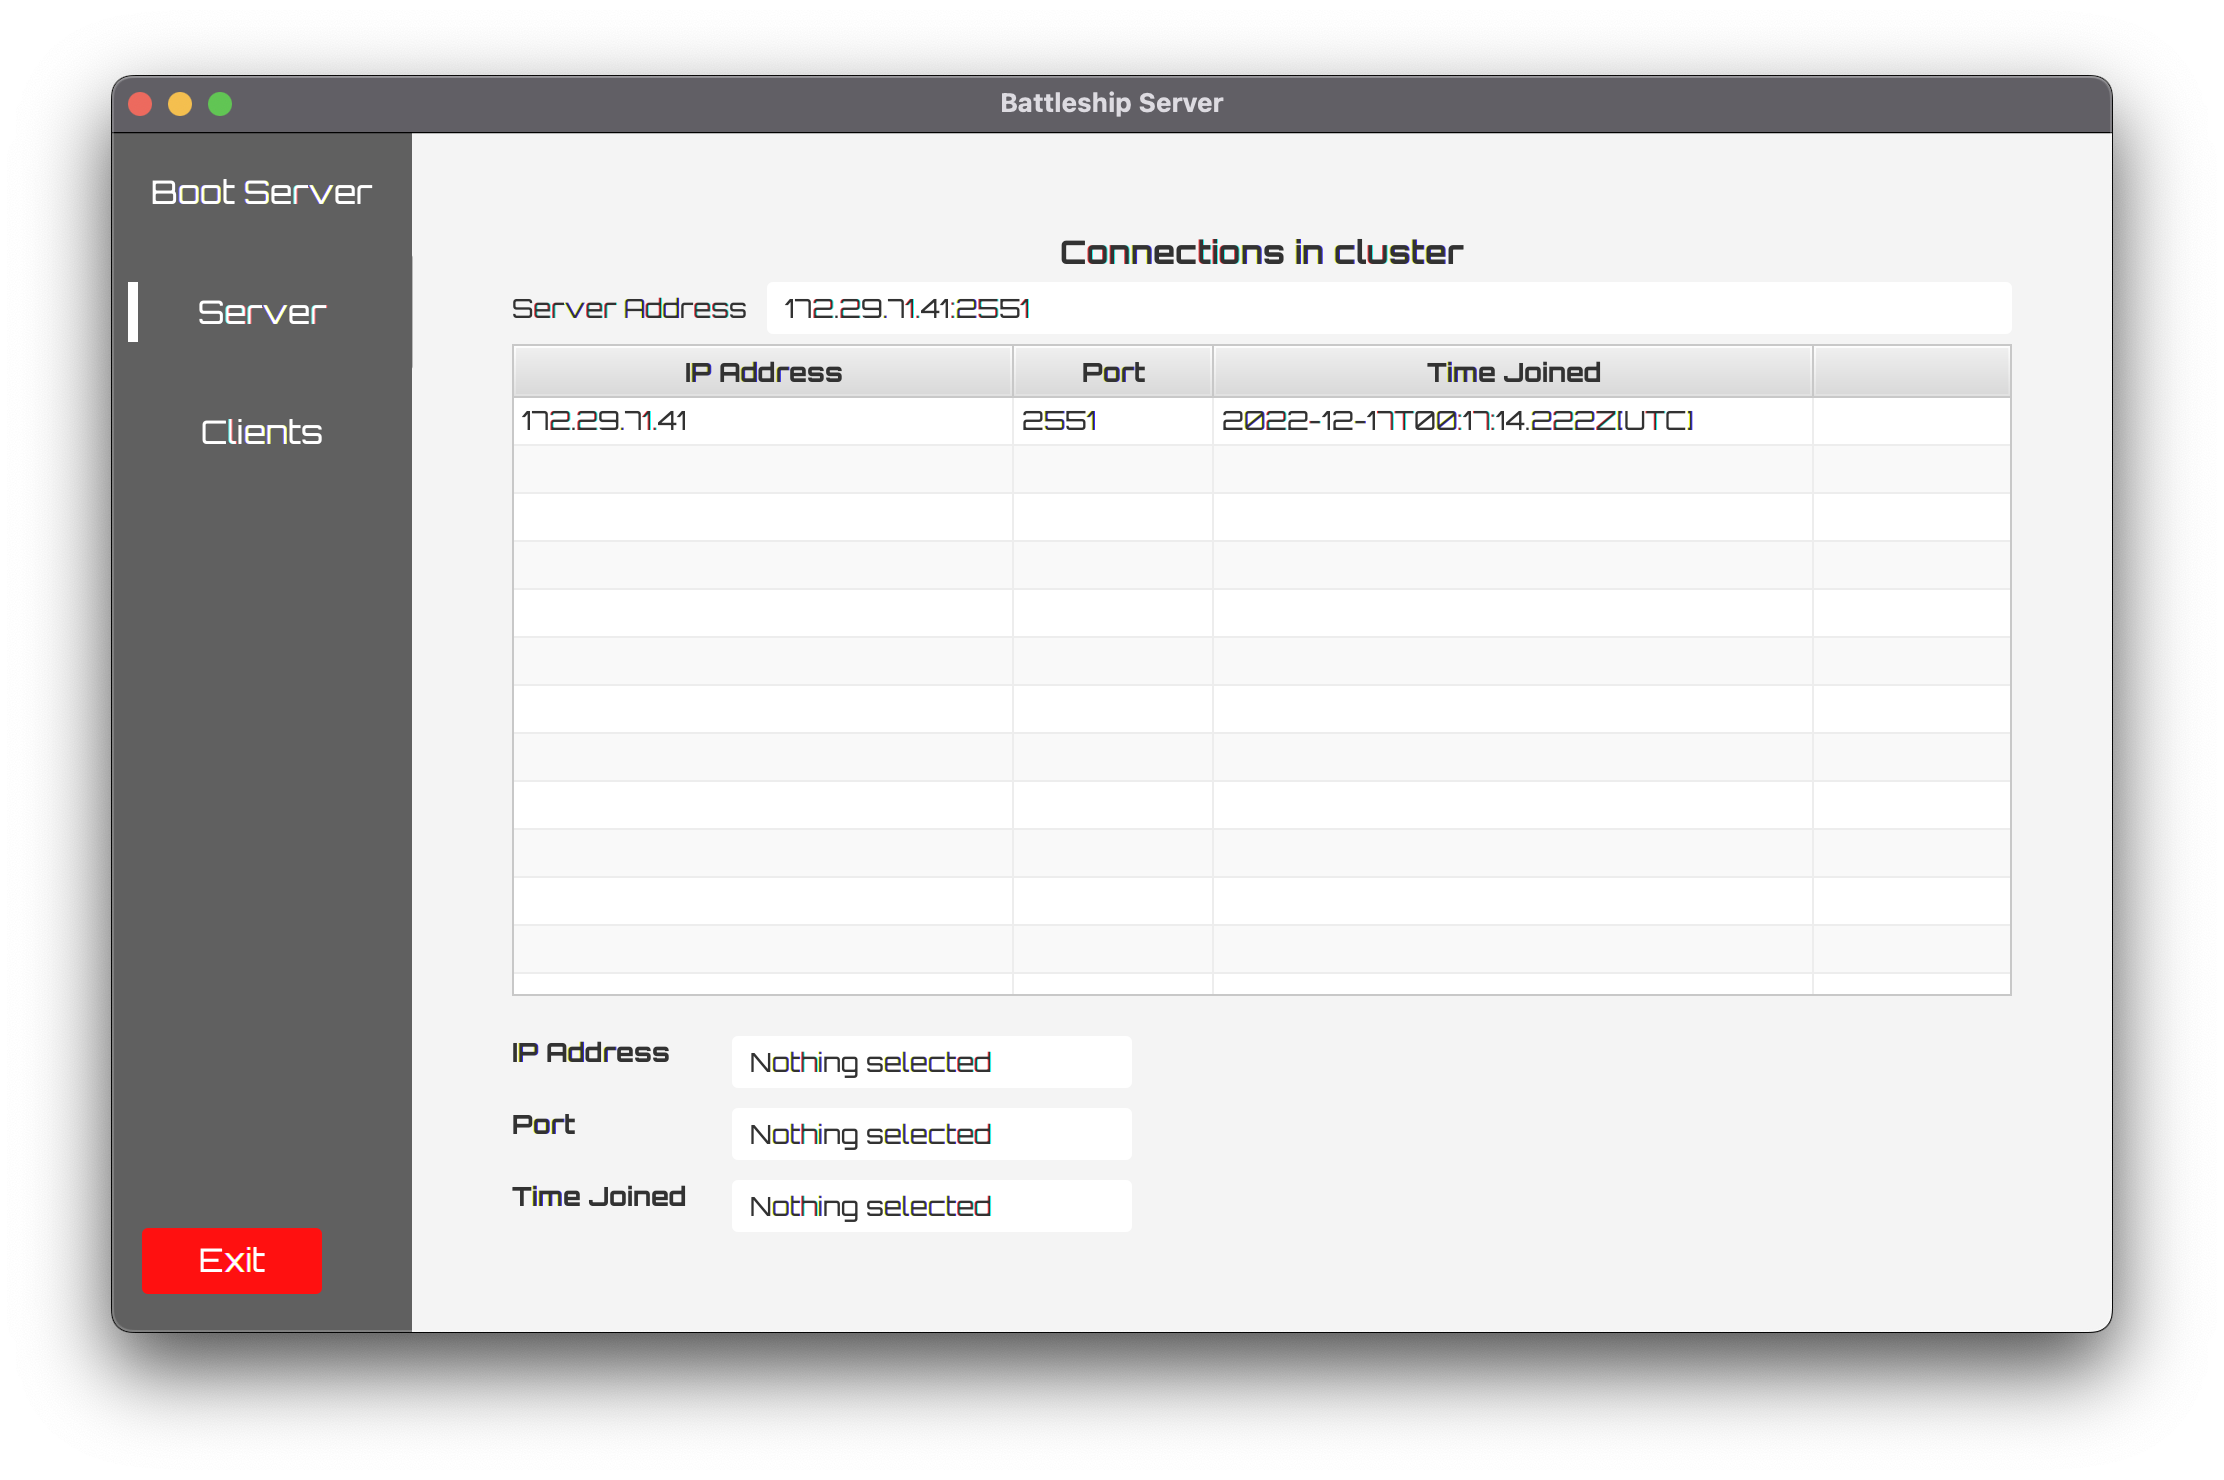 Battleship Server
Boot Server
Server
Clients
Exit
Connections in cluster
Server Address 172.29.71.41:2551
IP Address Port Time Joined
172.29.71.41 2551 2022-12-17T00:17:14.222Z[UTC]
IP Address Nothing selected
Port Nothing selected
Time Joined Nothing selected